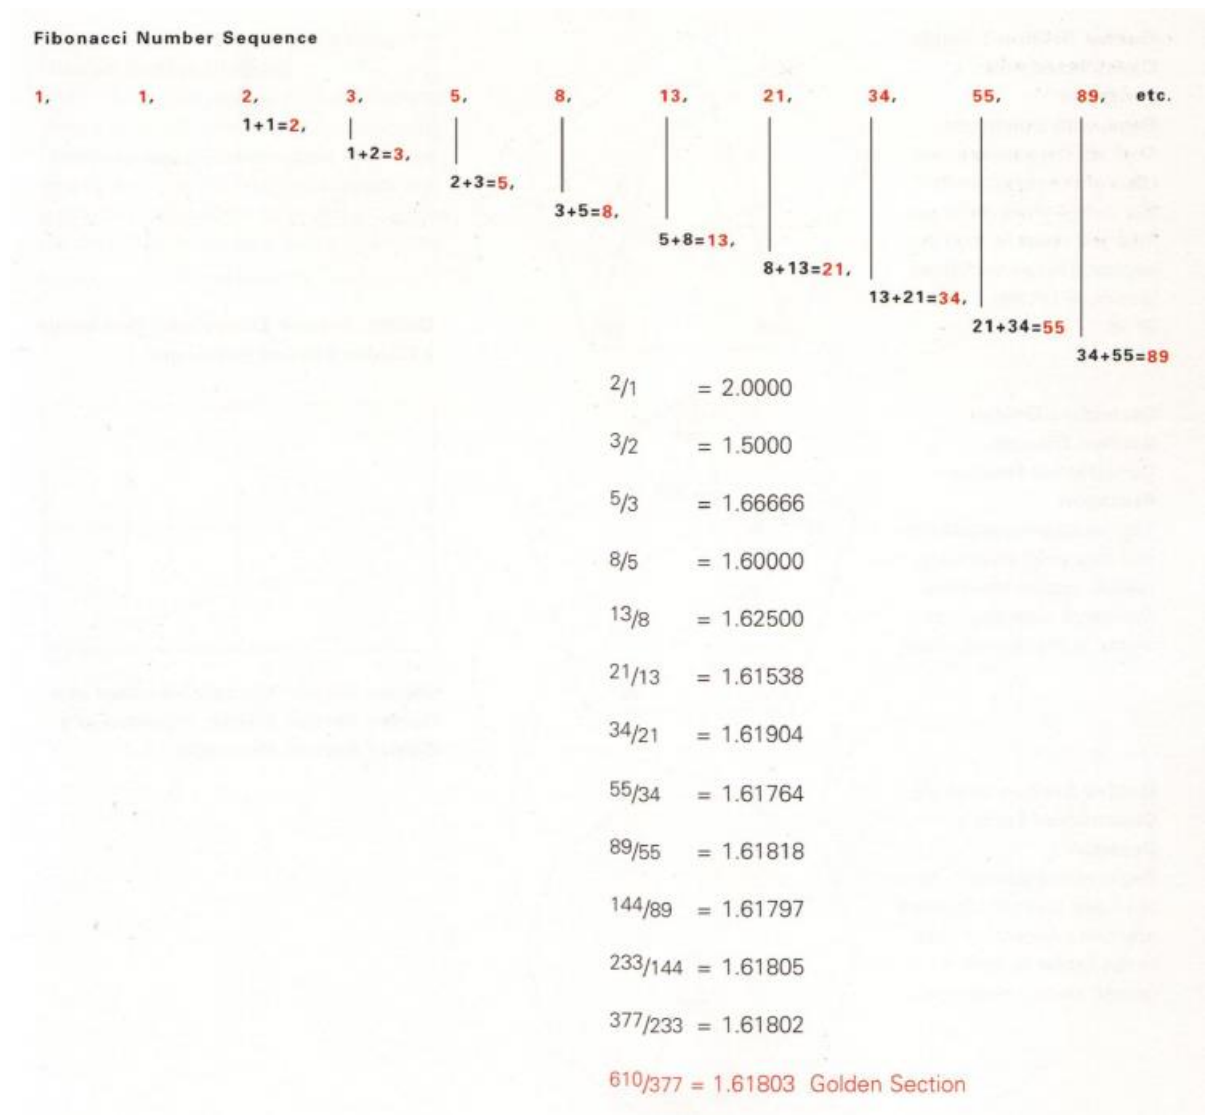 Fibonacci Number Sequence
1, 1, 2, 3, 5, 8, 13, 21, 34, 55, 89, etc.
1+1=2,
1+2=3,
2+3=5,
3+5=8,
5+8=13,
8+13=21,
13+21=34,
21+34=55
34+55=89
2/1 = 2.0000
3/2 = 1.5000
5/3 = 1.66666
8/5 = 1.60000
13/8 = 1.62500
21/13 = 1.61538
34/21 = 1.61904
55/34 = 1.61764
89/55 = 1.61818
144/89 = 1.61797
233/144 = 1.61805
377/233 = 1.61802
610/377 = 1.61803 Golden Section